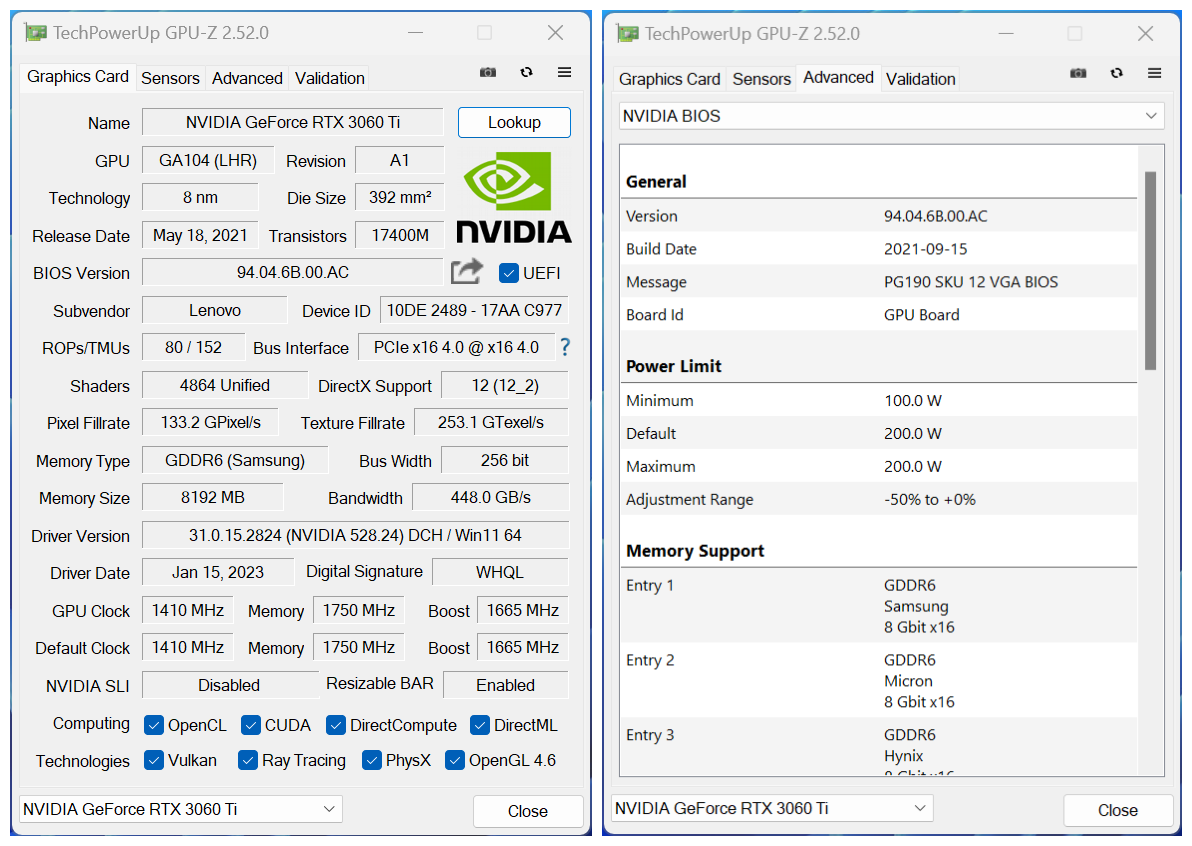 TechPowerUp GPU-Z 2.52.0
Graphics Card Sensors Advanced Validation
Name NVIDIA GeForce RTX 3060 Ti Lookup
GPU GA104 (LHR) Revision A1
Technology 8 nm Die Size 392 mm²
Release Date May 18, 2021 Transistors 17400M
NVIDIA
BIOS Version 94.04.6B.00.AC UEFI
Subvendor Lenovo Device ID 10DE 2489 - 17AA C977
ROPs/TMUs 80 / 152 Bus Interface PCIe x16 4.0 @ x16 4.0 ?
Shaders 4864 Unified DirectX Support 12 (12_2)
Pixel Fillrate 133.2 GPixel/s Texture Fillrate 253.1 GTexel/s
Memory Type GDDR6 (Samsung) Bus Width 256 bit
Memory Size 8192 MB Bandwidth 448.0 GB/s
Driver Version 31.0.15.2824 (NVIDIA 528.24) DCH / Win11 64
Driver Date Jan 15, 2023 Digital Signature WHQL
GPU Clock 1410 MHz Memory 1750 MHz Boost 1665 MHz
Default Clock 1410 MHz Memory 1750 MHz Boost 1665 MHz
NVIDIA SLI Disabled Resizable BAR Enabled
Computing OpenCL CUDA DirectCompute DirectML
Technologies Vulkan Ray Tracing PhysX OpenGL 4.6
NVIDIA GeForce RTX 3060 Ti Close
TechPowerUp GPU-Z 2.52.0
Graphics Card Sensors Advanced Validation
NVIDIA BIOS
General
Version 94.04.6B.00.AC
Build Date 2021-09-15
Message PG190 SKU 12 VGA BIOS
Board Id GPU Board
Power Limit
Minimum 100.0 W
Default 200.0 W
Maximum 200.0 W
Adjustment Range -50% to +0%
Memory Support
Entry 1 GDDR6
Samsung
8 Gbit x16
Entry 2 GDDR6
Micron
8 Gbit x16
Entry 3 GDDR6
Hynix
8 Gbit x16
NVIDIA GeForce RTX 3060 Ti Close